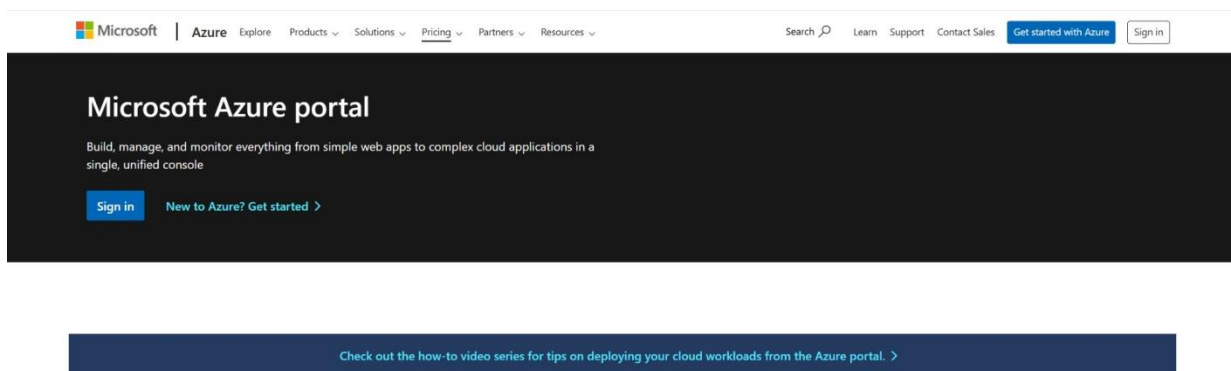 Microsoft | Azure Explore Products Solutions Pricing Partners Resources Search Learn Support Contact Sales Get started with Azure Sign in
Microsoft Azure portal
Build, manage, and monitor everything from simple web apps to complex cloud applications in a
single, unified console
Sign in New to Azure? Get started >
Check out the how-to video series for tips on deploying your cloud workloads from the Azure portal. >